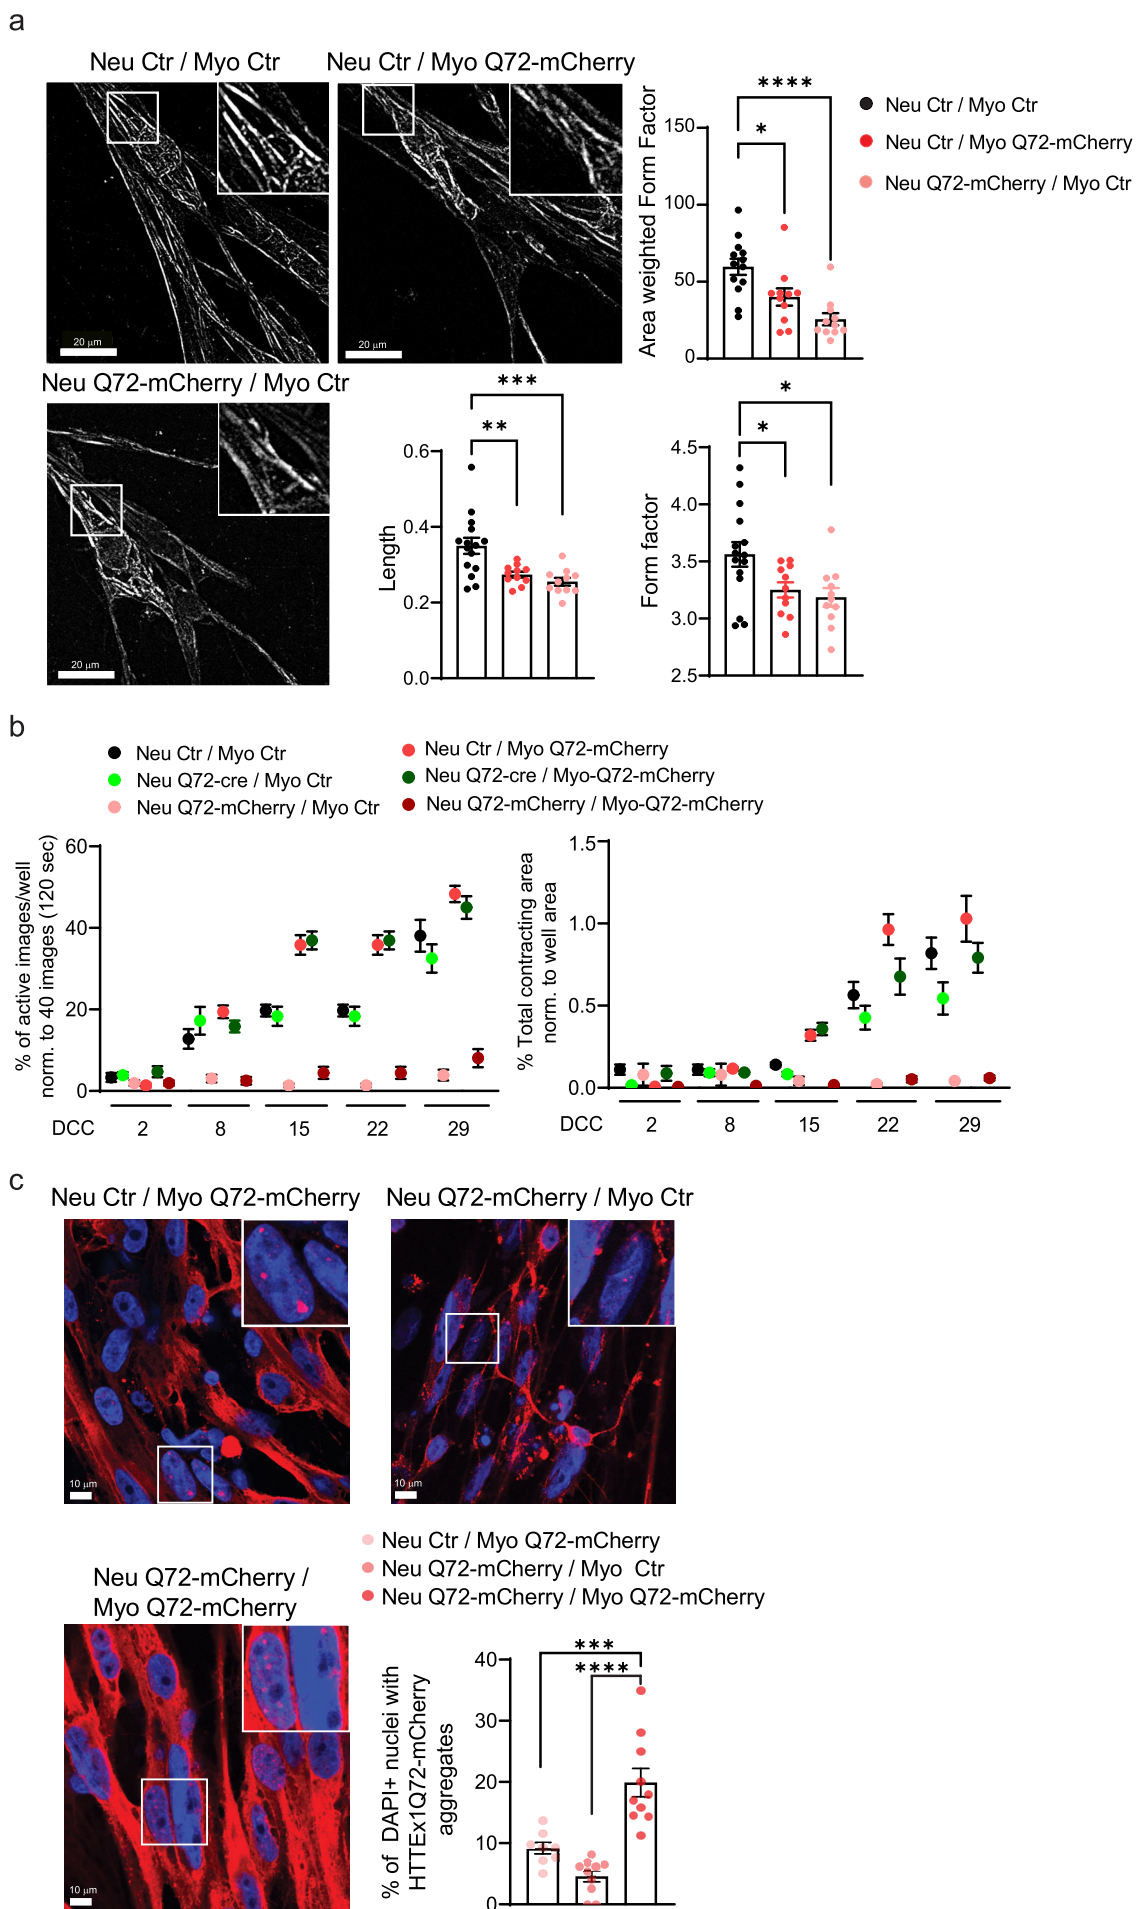 a
Neu Ctr / Myo Ctr
Neu Ctr / Myo Q72-mCherry
20 µm
20 µm
Area weighted Form Factor
150
100
50
0
*
****
Neu Ctr / Myo Ctr
Neu Ctr / Myo Q72-mCherry
Neu Q72-mCherry / Myo Ctr
Neu Q72-mCherry / Myo Ctr
20 µm
Length
0.6
0.4
0.2
0.0
**
***
Form factor
4.5
4.0
3.5
3.0
2.5
*
*
b
Neu Ctr / Myo Ctr
Neu Q72-cre / Myo Ctr
Neu Q72-mCherry / Myo Ctr
Neu Ctr / Myo Q72-mCherry
Neu Q72-cre / Myo-Q72-mCherry
Neu Q72-mCherry / Myo-Q72-mCherry
% of active images/well
norm. to 40 images (120 sec)
60
40
20
0
DCC 2 8 15 22 29
% Total contracting area
norm. to well area
1.5
1.0
0.5
0.0
DCC 2 8 15 22 29
c
Neu Ctr / Myo Q72-mCherry
Neu Q72-mCherry / Myo Ctr
10 µm
10 µm
Neu Q72-mCherry /
Myo Q72-mCherry
10 µm
Neu Ctr / Myo Q72-mCherry
Neu Q72-mCherry / Myo Ctr
Neu Q72-mCherry / Myo Q72-mCherry
% of DAPI+ nuclei with
HTTEx1Q72-mCherry
aggregates
40
30
20
10
0
***
****